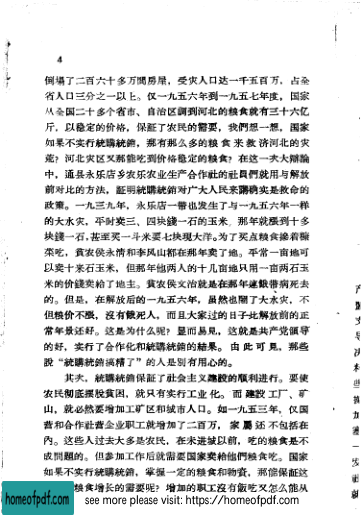 4
倒塌了二百六十多万間房屋，受灾人口达一千五百万，占全
省人口三分之一以上。仅一九五六年到一九五七年度，国家
从全国二十多个省市、自治区調到河北的粮食就有三十六亿
斤，以稳定的价格，保証了农民的需要，我們想一想，国家
如果不实行統購統銷，那有那么多的粮食来救济河北的灾
荒？河北灾区又那能吃到价格稳定的粮食？在这一次大辯論
中，通县永乐店乡农乐农业生产合作社的社員們就用与解放
前对比的方法，証明統購統銷对广大人民来講确实是救命的
政策。一九三九年，永乐店一带也发生了与一九五六年一样
的大水灾，平时卖三、四块錢一石的玉米，那年就漲到十多
块錢一石，甚至买一斗米要七块現大洋。为了买点粮食摻着糠
菜吃，貧农永清和李凤山都在那年卖了地。平常一亩地可
以卖十来石玉米，但那年他两人的十几亩地只用一亩两石玉
米的价錢卖給了地主。貧农侯文治就是在那年連餓带病死去
的。但是，在解放后的一九五六年，虽然也鬧了大水灾，不
但粮价不漲，沒有餓死人，而且大家过的日子比解放前的正
常年景还好。这是为什么呢？显而易見，这就是共产党領导
的好，实行了合作化和統購統銷的結果。由此可見，那些
說“統購統銷搞糟了”的人是别有用心的。
其次，統購統銷保証了社会主义建設的順利进行。要使
农民彻底摆脫貧困，就只有实行工业化。而建設工厂、矿
山，就必然要增加工矿区和城市人口。如一九五三年，仅国
营和合作社营企业职工就增加了二百万，家屬还不包括在
內。这些人过去大多是农民，在未进城以前，吃的粮食是不
成問題的。但参加工作后就需要国家卖給他們粮食吃。国家
如果不实行統購統銷，掌握一定的粮食和物資，那能保証这
粮食增长的需要呢？增加的职工沒有飯吃又怎么能从
homeofpdf.com
see more please visit: https://homeofpdf.com